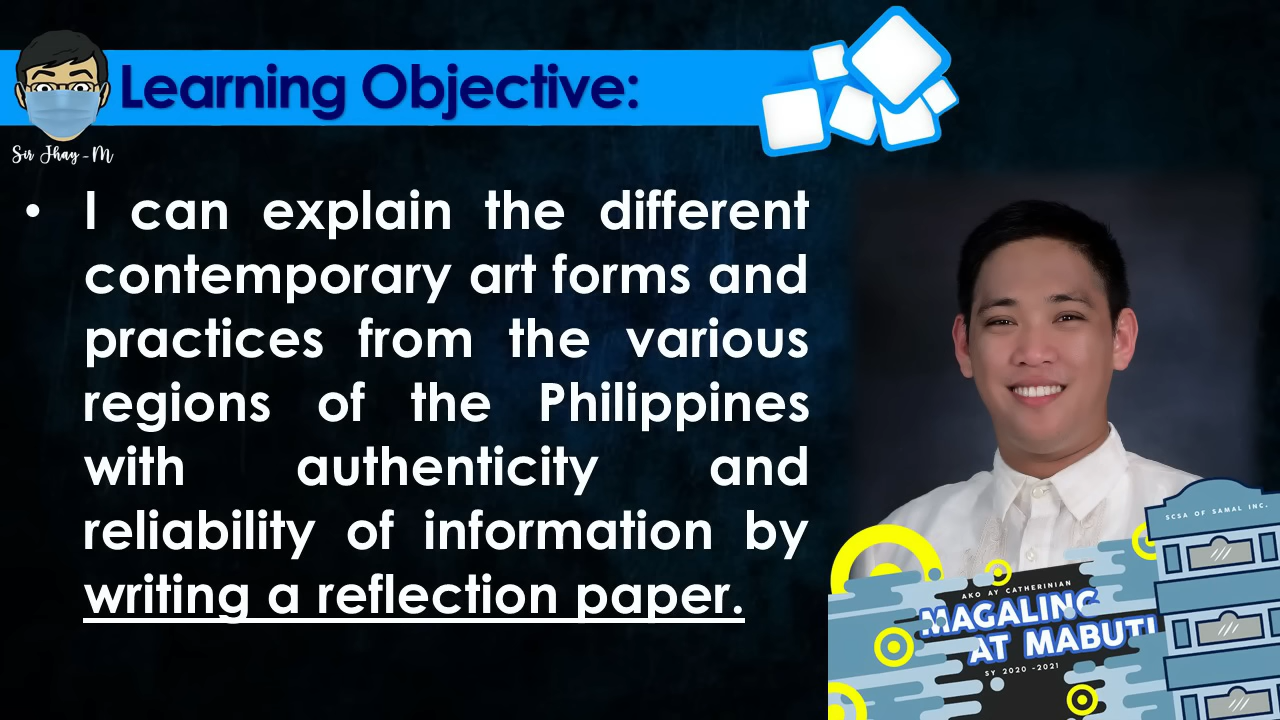 Learning Objective:
Sir Jhay-M
• I can explain the different
contemporary art forms and
practices from the various
regions of the Philippines
with authenticity and
reliability of information by
writing a reflection paper.
SCSA OF SAMAL INC.
AKO AY CATHERINIAN
MAGALING
AT MABUTI
SY 2020 -2021